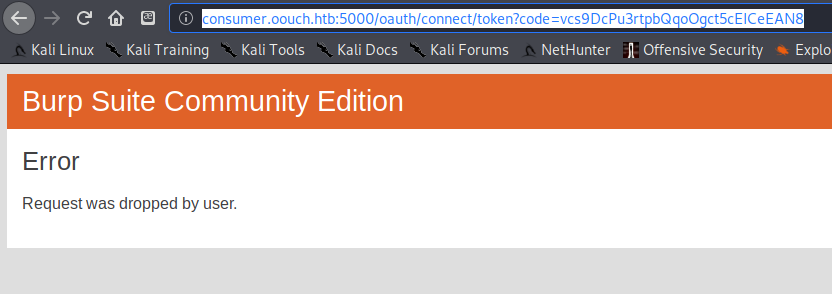 consumer.oouch.htb:5000/oauth/connect/token?code=vcs9DcPu3rtpbQqoOgct5cEICeEAN8
Kali Linux Kali Training Kali Tools Kali Docs Kali Forums NetHunter Offensive Security Explo
Burp Suite Community Edition
Error
Request was dropped by user.